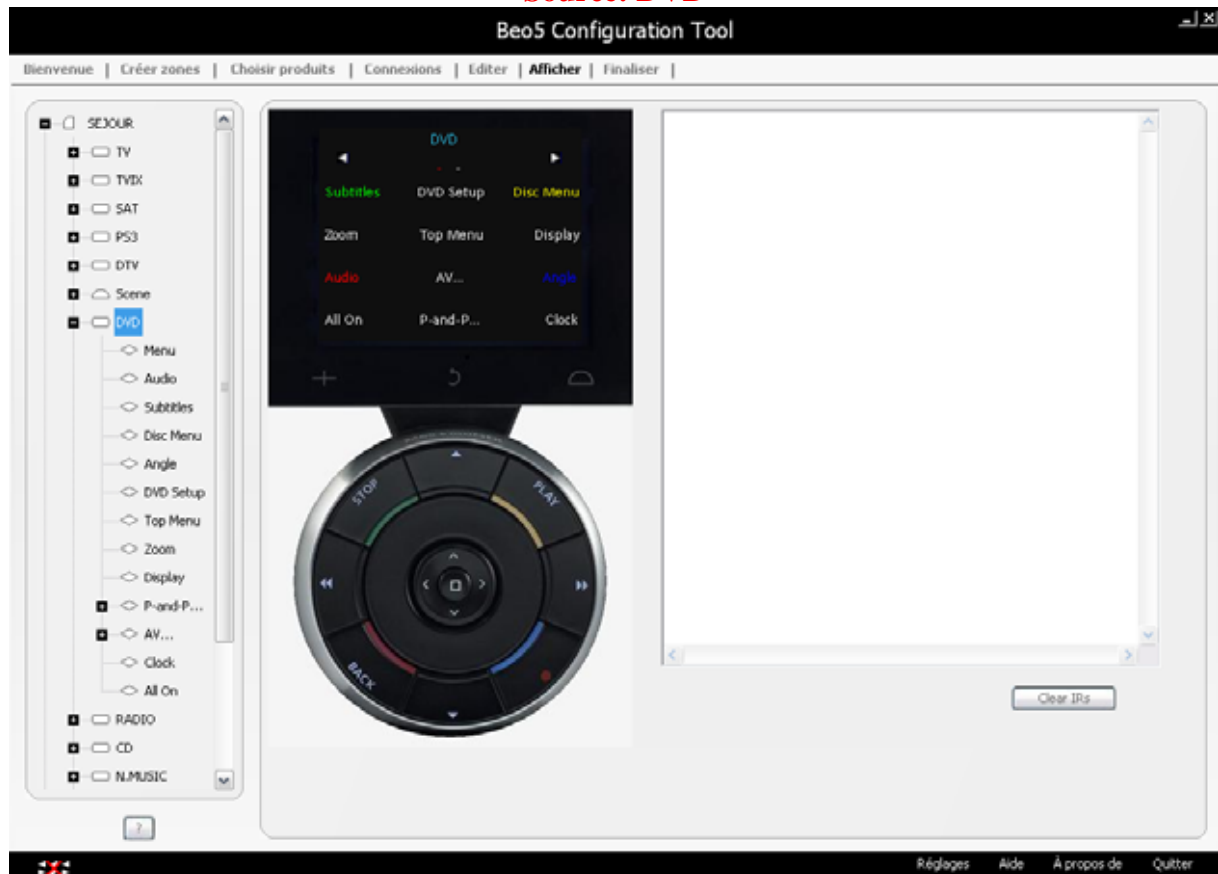 Source: DVD
Beo5 Configuration Tool
Bienvenue | Créer zones | Choisir produits | Connexions | Editer | Afficher | Finaliser |
SEJOUR
TV
TVIX
SAT
PS3
DTV
Scene
DVD
Menu
Audio
Subtitles
Disc Menu
Angle
DVD Setup
Top Menu
Zoom
Display
P-and-P...
AV...
Clock
All On
RADIO
CD
N.MUSIC
?
DVD
Subtitles DVD Setup Disc Menu
Zoom Top Menu Display
Audio AV... Angle
All On P-and-P... Clock
STOP
PLAY
BACK
Clear IRs
Réglages Aide À propos de Quitter